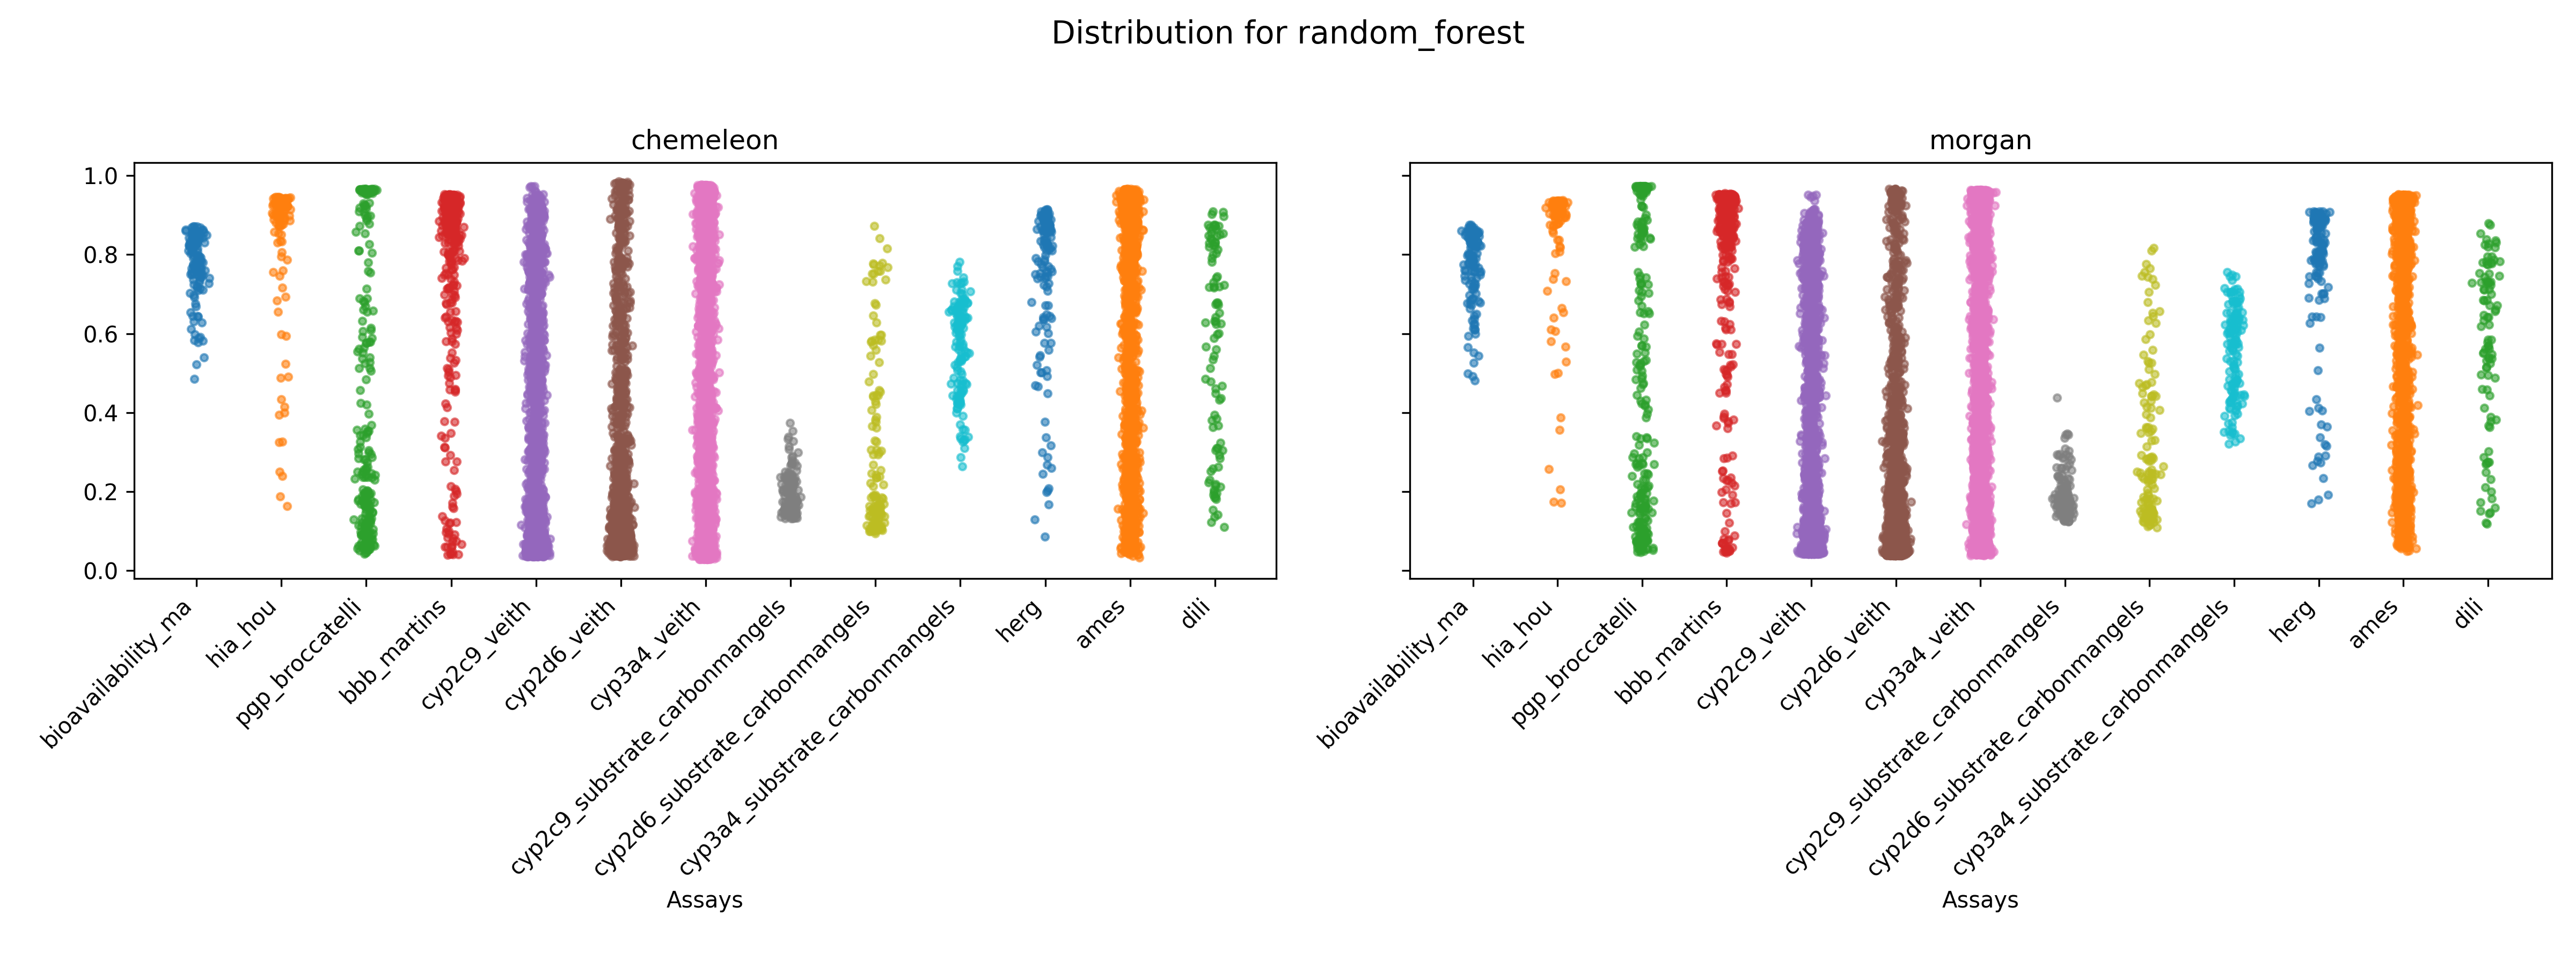 Distribution for random_forest
chemeleon
1.0
0.8
0.6
0.4
0.2
0.0
bioavailability_ma
hia_hou
pgp_broccatelli
bbb_martins
cyp2c9_veith
cyp2d6_veith
cyp3a4_veith
cyp2c9_substrate_carbonmangels
cyp2d6_substrate_carbonmangels
cyp3a4_substrate_carbonmangels
herg
ames
dili
Assays
morgan
bioavailability_ma
hia_hou
pgp_broccatelli
bbb_martins
cyp2c9_veith
cyp2d6_veith
cyp3a4_veith
cyp2c9_substrate_carbonmangels
cyp2d6_substrate_carbonmangels
cyp3a4_substrate_carbonmangels
herg
ames
dili
Assays